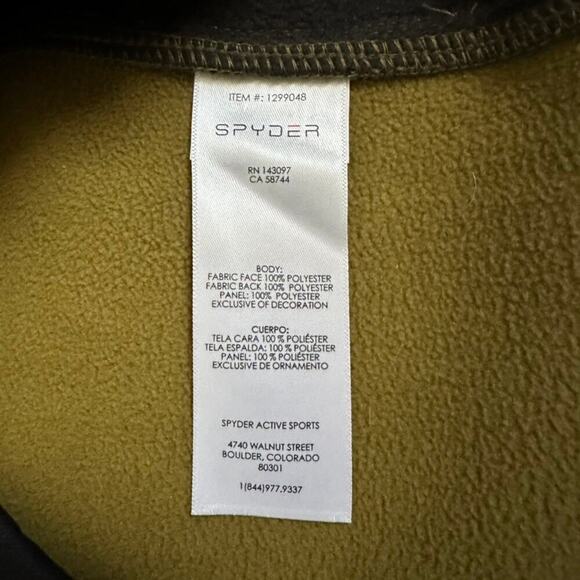 ITEM #: 1299048
SPYDER
RN 143097
CA 58744
BODY:
FABRIC FACE 100% POLYESTER
FABRIC BACK 100% POLYESTER
PANEL: 100% POLYESTER
EXCLUSIVE OF DECORATION
CUERPO:
TELA CARA 100 % POLIÉSTER
TELA ESPALDA: 100 % POLIÉSTER
PANEL: 100 % POLIÉSTER
EXCLUSIVE DE ORNAMENTO
SPYDER ACTIVE SPORTS
4740 WALNUT STREET
BOULDER, COLORADO
80301
1(844)977.9337